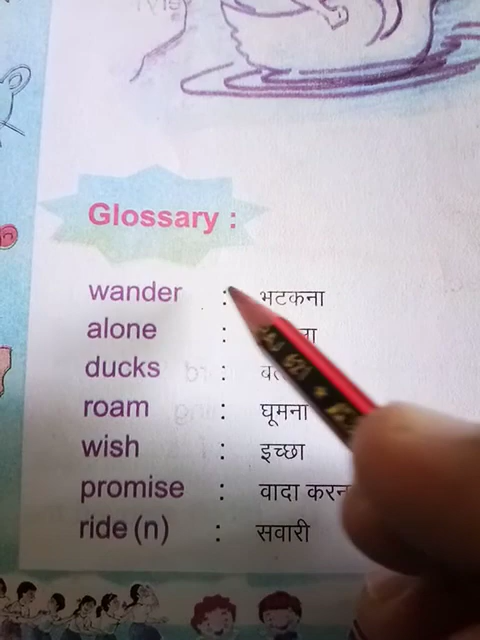 Glossary :
wander : भटकना
alone :
ducks :
roam : घूमना
wish : इच्छा
promise : वादा
ride (n) : सवारी